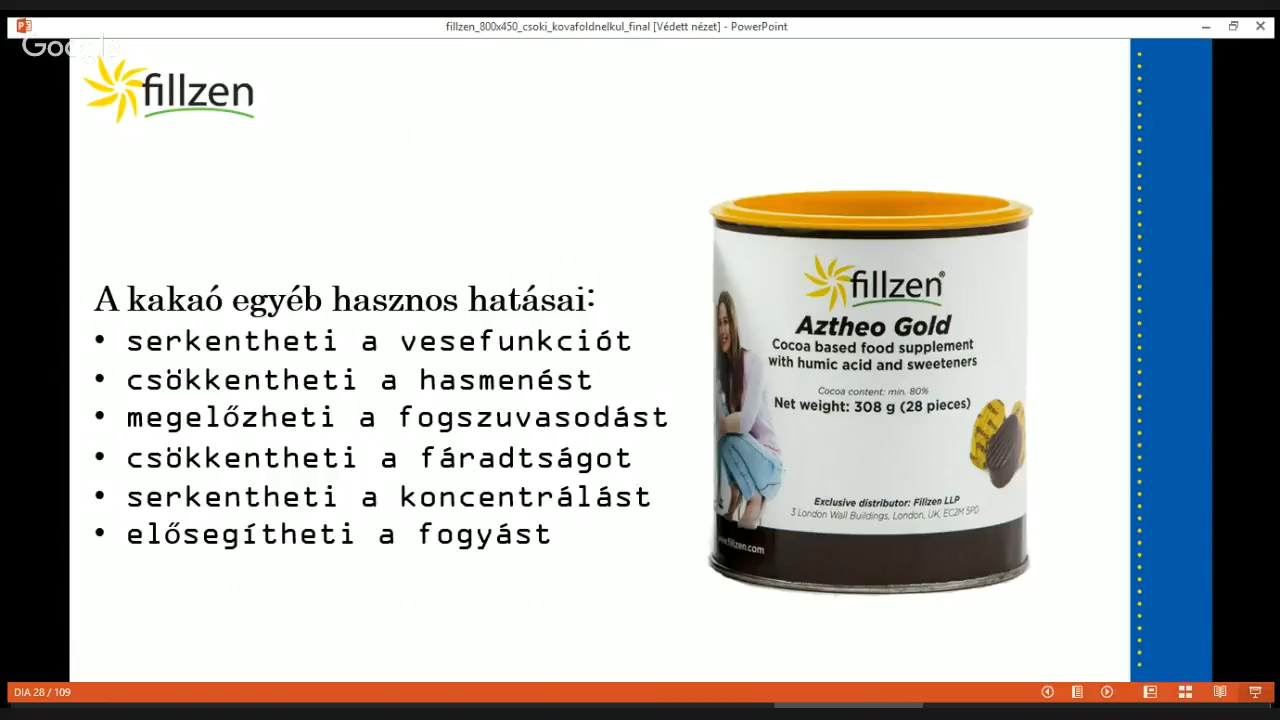 fillzen_800x450_csoki_kovafoldnelkul_final [Védett nézet] - PowerPoint
Google
fillzen
A kakaó egyéb hasznos hatásai:
• serkentheti a vesefunkciót
• csökkentheti a hasmenést
• megelőzheti a fogszuvasodást
• csökkentheti a fáradtságot
• serkentheti a koncentrálást
• elősegítheti a fogyást
fillzen®
Aztheo Gold
Cocoa based food supplement
with humic acid and sweeteners
Cocoa content: min. 80%
Net weight: 308 g (28 pieces)
Exclusive distributor: Fillzen LLP
3 London Wall Buildings, London, UK, EC2M 5PD
www.fillzen.com
DIA 28 / 109